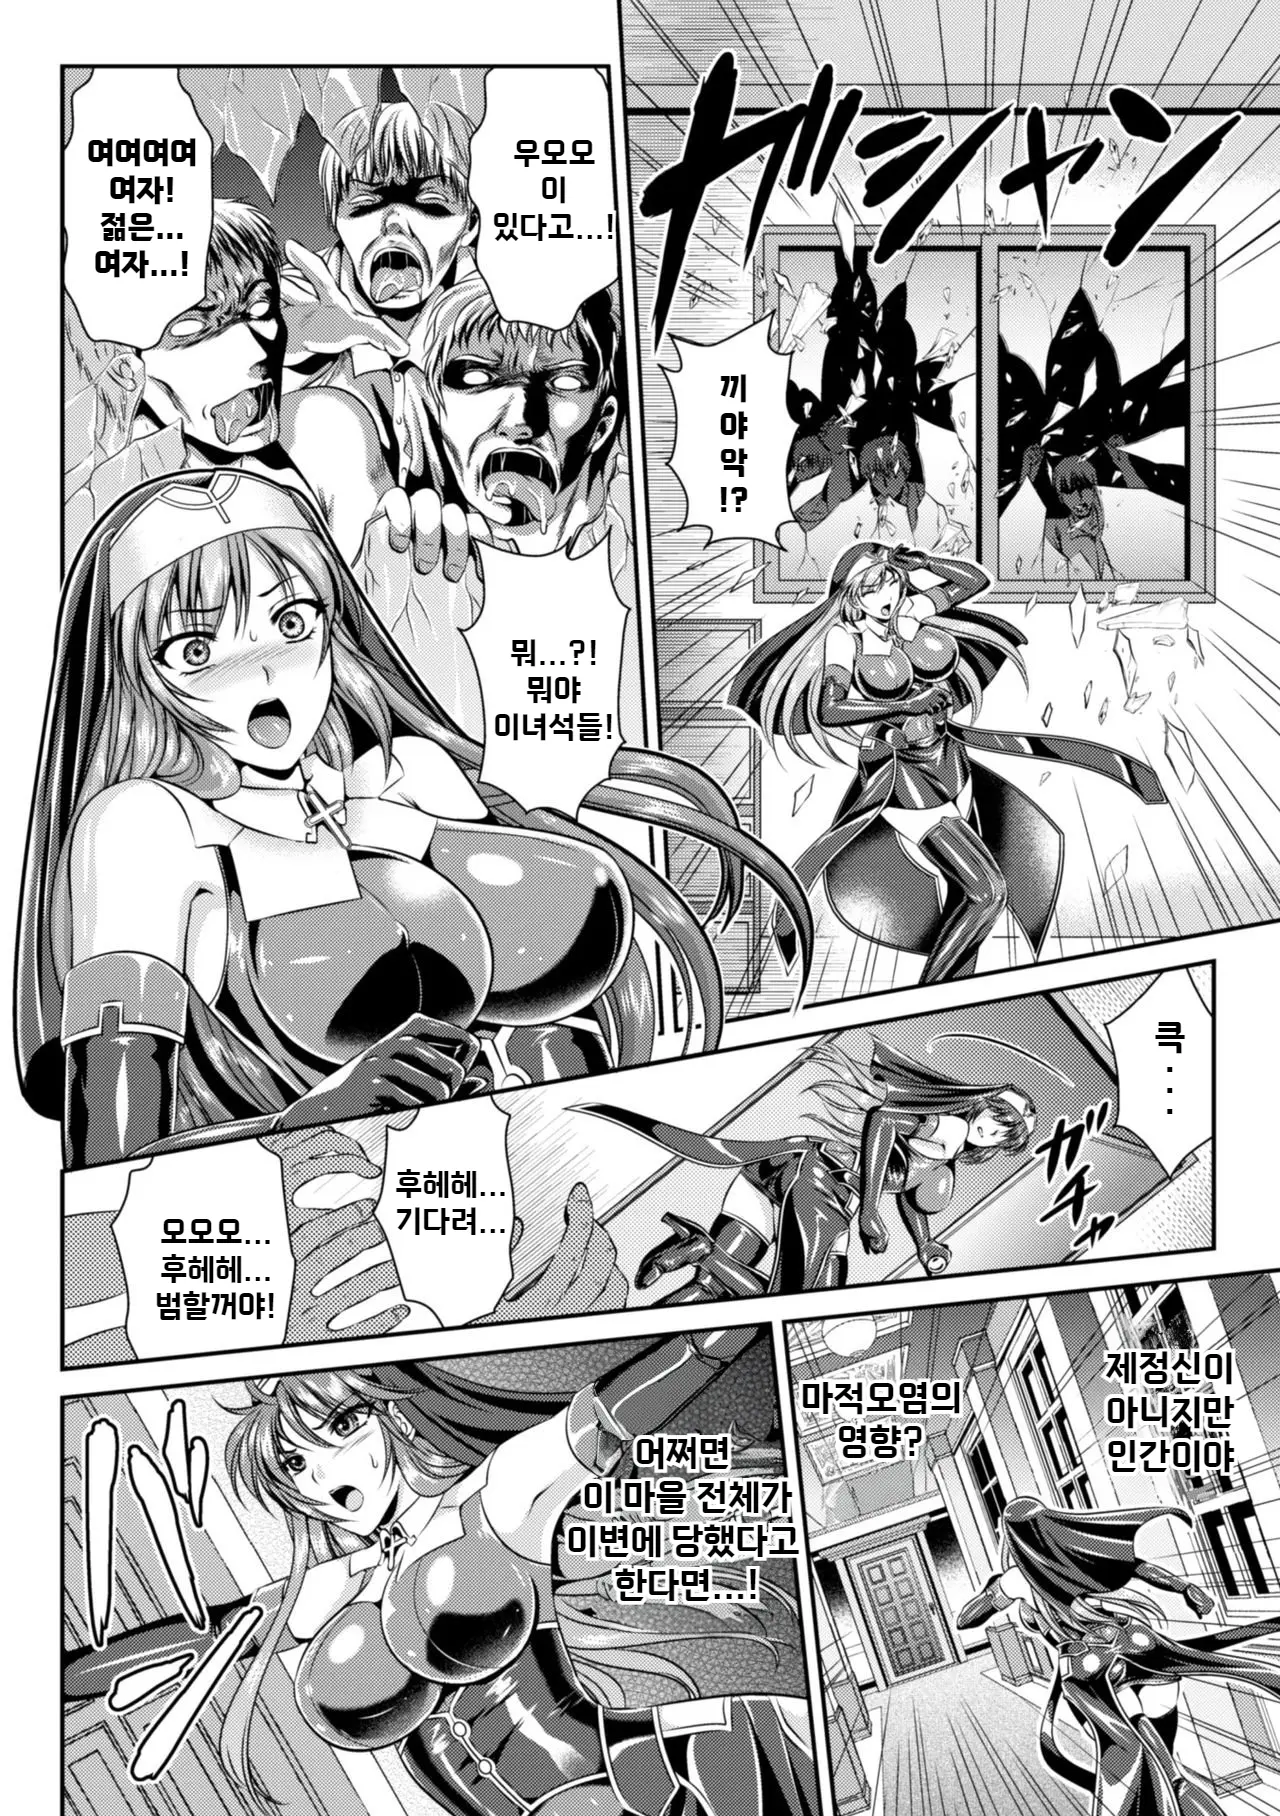 ガシャン
끼
야
악!?
우오오
이
있다고...!
여여여여
여자!
젊은...
여자...!
뭐...?!
뭐야
이녀석들!
큭...
ガチャ
후헤헤...
기다려...
오오오...
후헤헤...
범할꺼야!
제정신이
아니지만
인간이야
마적오염의
영향?
어쩌면
이 마을 전체가
이변에 당했다고
한다면...!